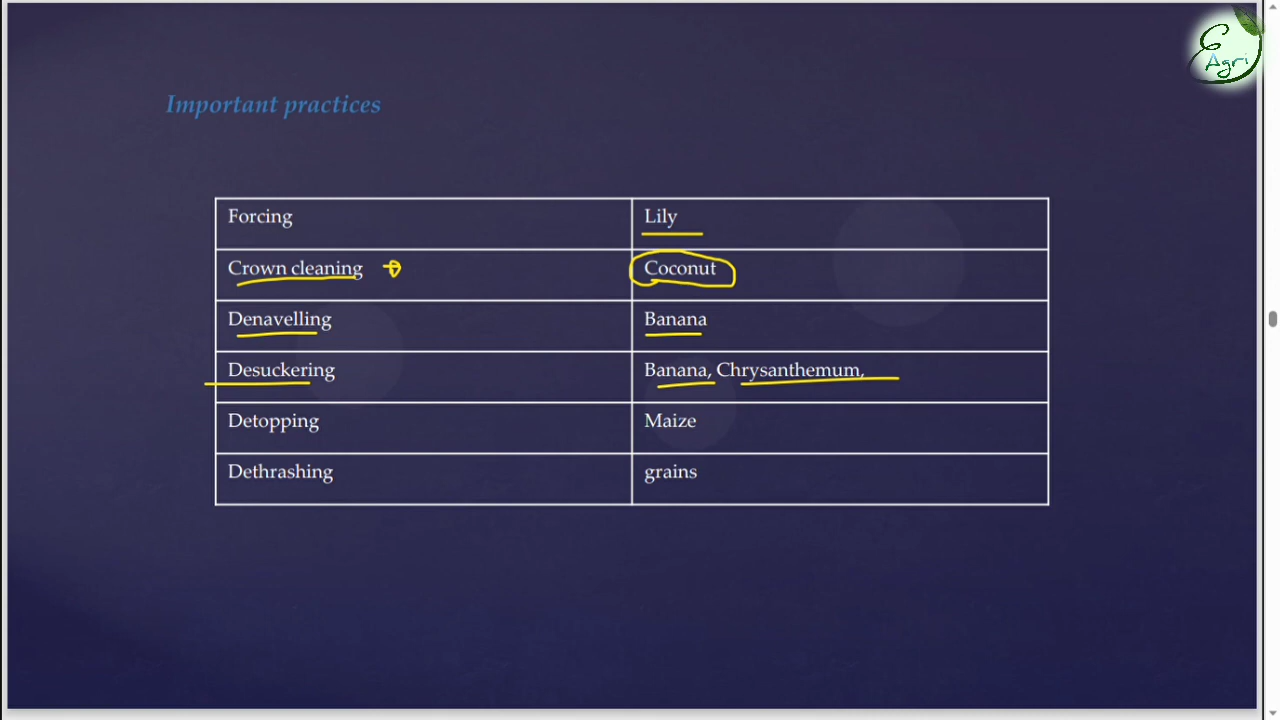 E
Agri
Important practices
Forcing Lily
Crown cleaning Coconut
Denavelling Banana
Desuckering Banana, Chrysanthemum,
Detopping Maize
Dethrashing grains